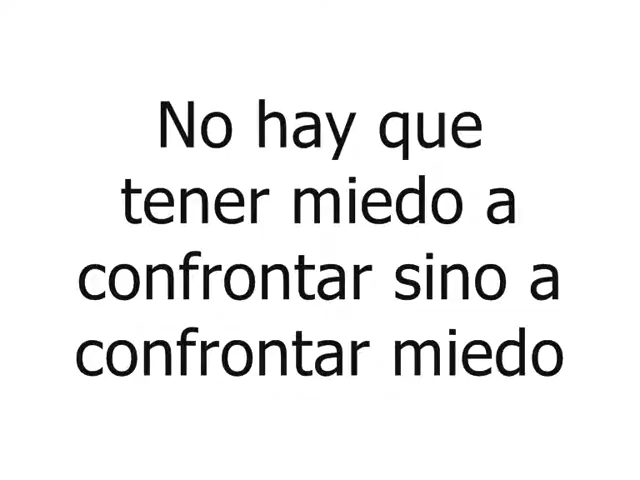 No hay que
tener miedo a
confrontar sino a
confrontar miedo